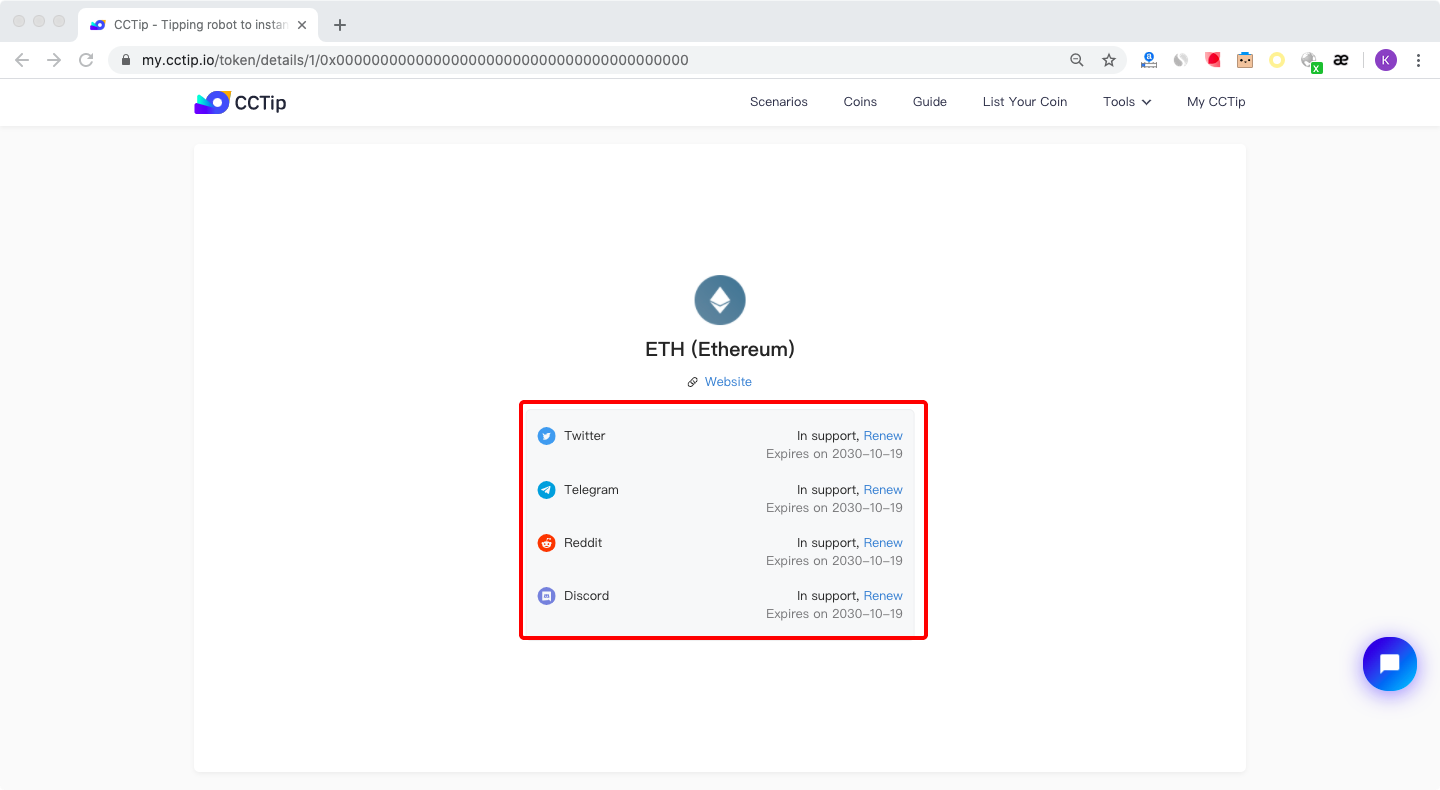 CCTip - Tipping robot to instan
my.cctip.io/token/details/1/0x0000000000000000000000000000000000000000
a
X
æ
K
CCTip
Scenarios
Coins
Guide
List Your Coin
Tools
My CCTip
ETH (Ethereum)
Website
Twitter
In support, Renew
Expires on 2030-10-19
Telegram
In support, Renew
Expires on 2030-10-19
Reddit
In support, Renew
Expires on 2030-10-19
Discord
In support, Renew
Expires on 2030-10-19